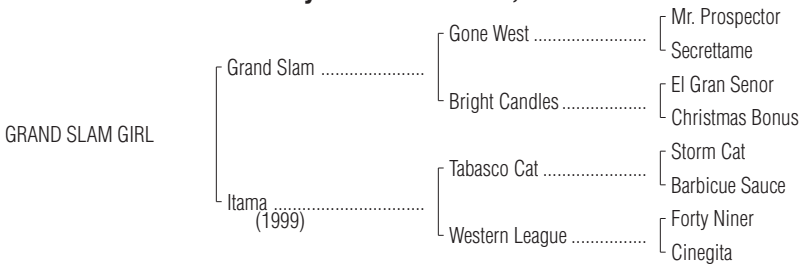 Mr. Prospector
Gone West ........................
Secrettame
Grand Slam ......................
El Gran Senor
Bright Candles..................
Christmas Bonus
GRAND SLAM GIRL
Storm Cat
Tabasco Cat ......................
Barbicue Sauce
Itama ................................
(1999)
Forty Niner
Western League ................
Cinegita